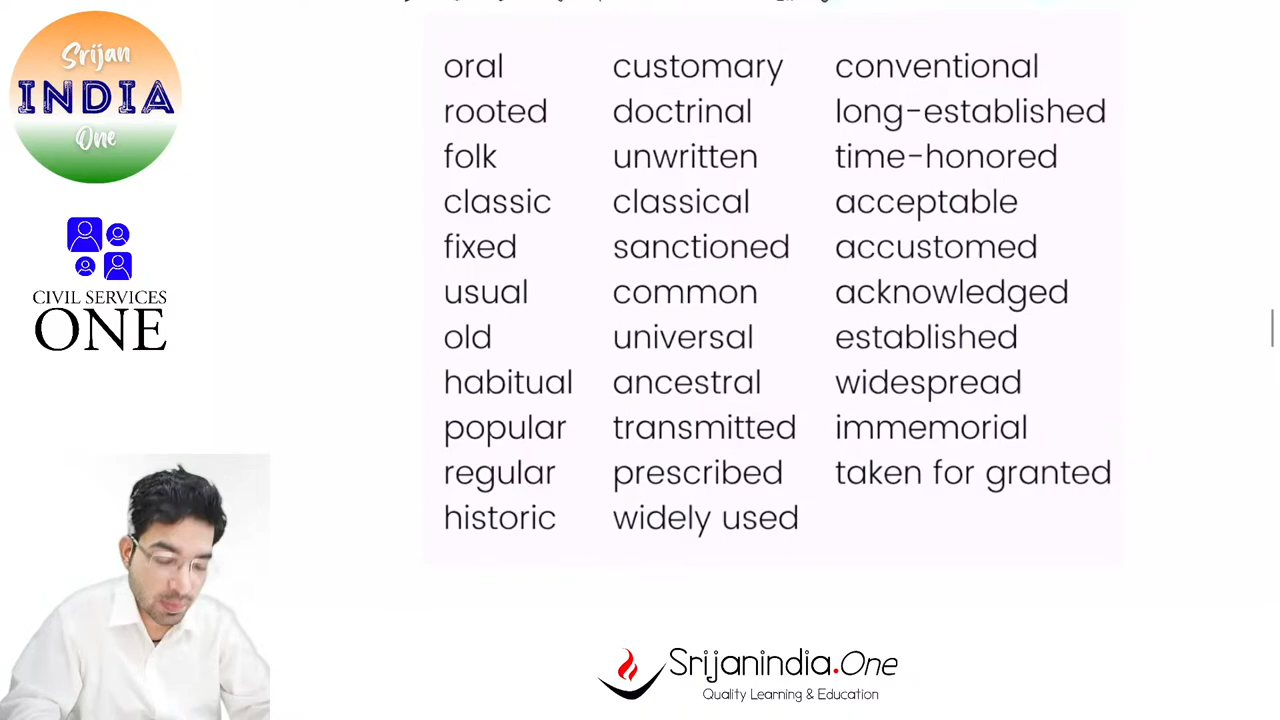 Srijan
INDIA
One
CIVIL SERVICES
ONE
oral customary conventional
rooted doctrinal long-established
folk unwritten time-honored
classic classical acceptable
fixed sanctioned accustomed
usual common acknowledged
old universal established
habitual ancestral widespread
popular transmitted immemorial
regular prescribed taken for granted
historic widely used
Srijanindia.One
Quality Learning & Education